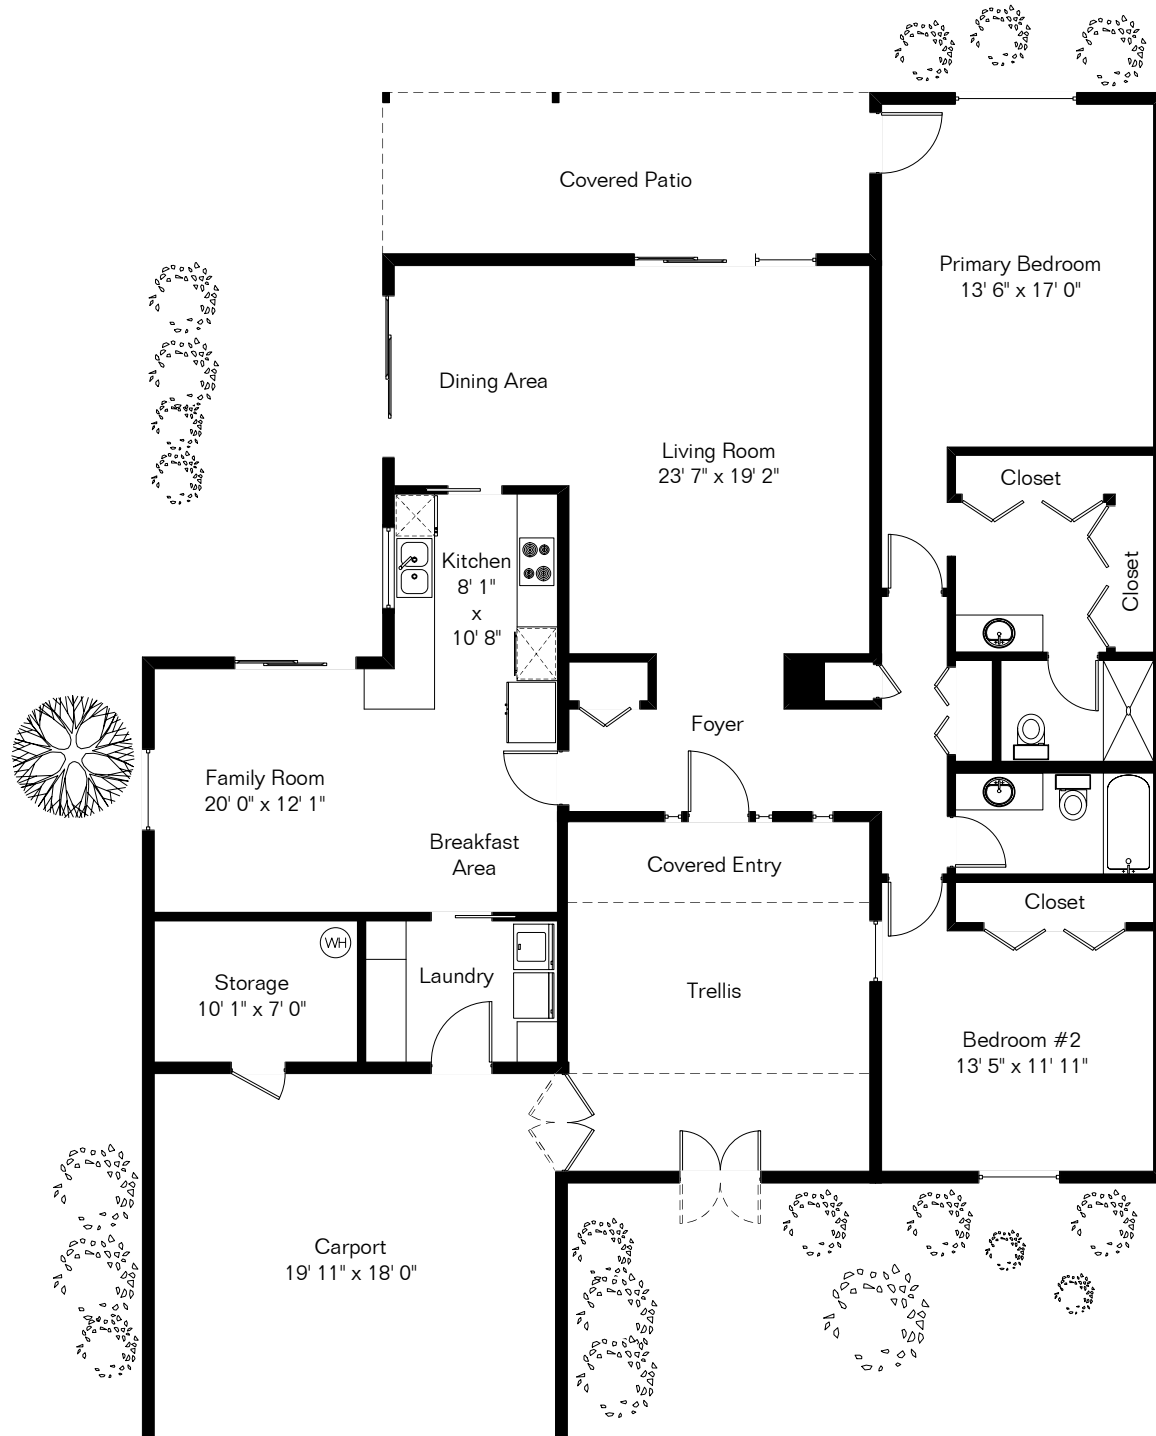 Covered Patio
Primary Bedroom
13' 6" x 17' 0"
Dining Area
Living Room
23' 7" x 19' 2"
Closet
Closet
Kitchen
8' 1"
x
10' 8"
Foyer
Family Room
20' 0" x 12' 1"
Breakfast
Area
Covered Entry
Closet
WH
Storage
10' 1" x 7' 0"
Laundry
Trellis
Bedroom #2
13' 5" x 11' 11"
Carport
19' 11" x 18' 0"